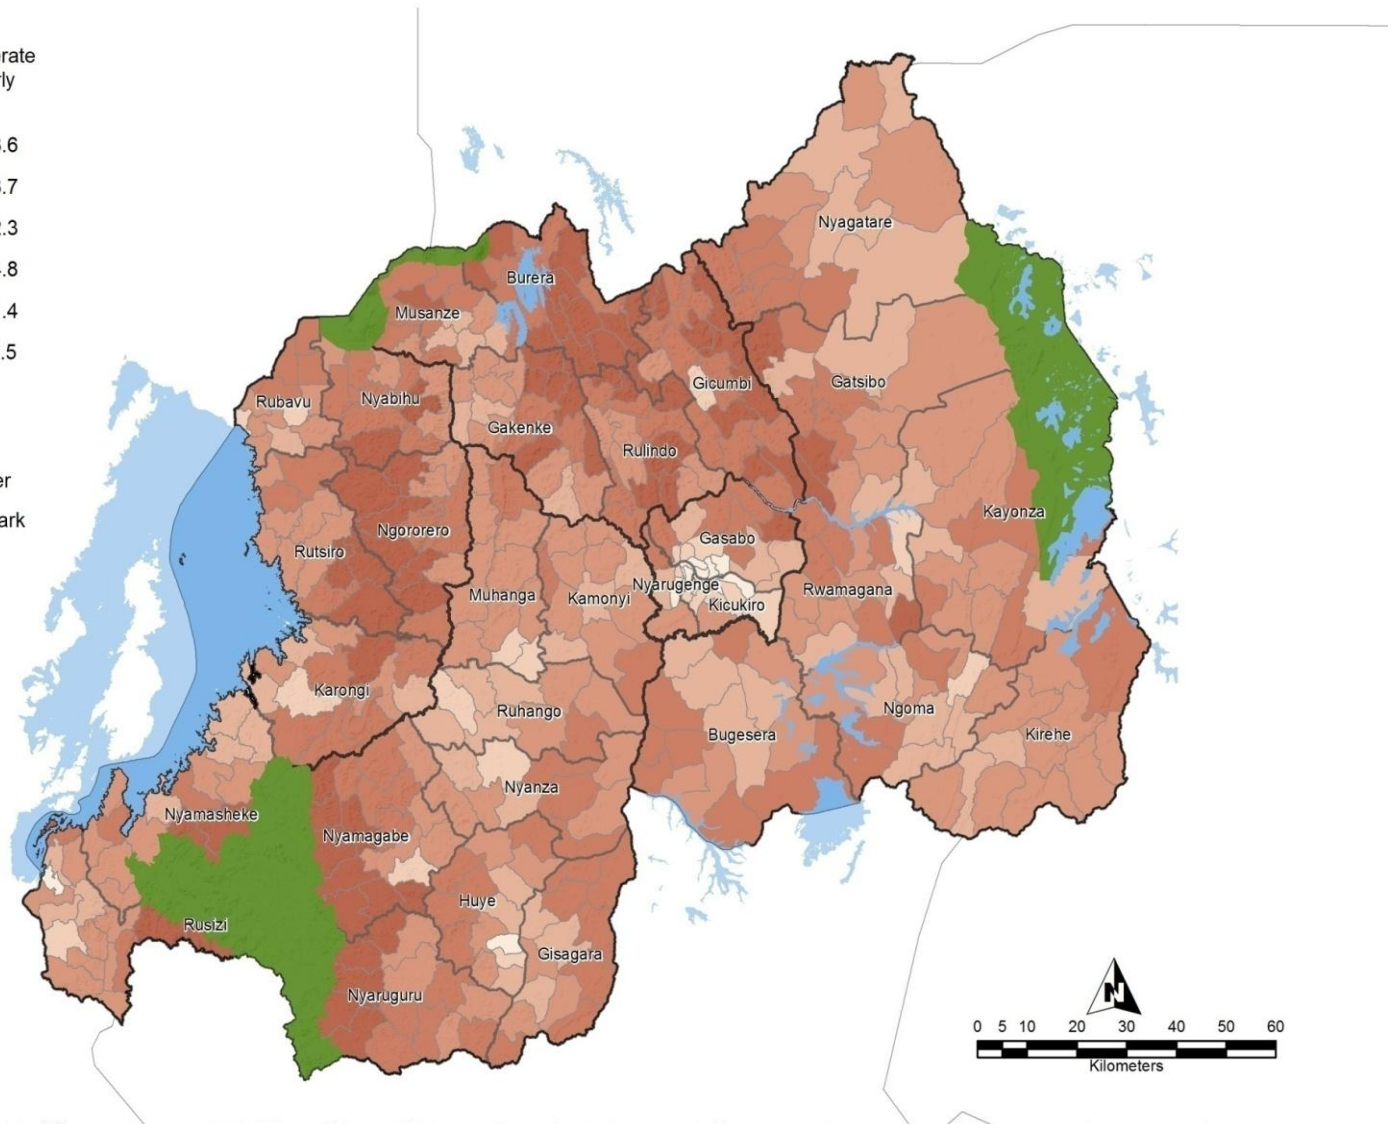 rate
ly
.6
.7
.3
.8
.4
.5
er
ark
Nyagatare
Burera
Musanze
Gicumbi
Gatsibo
Rubavu
Nyabihu
Gakenke
Rulindo
Kayonza
Ngororero
Gasabo
Rutsiro
Nyarugenge
Rwamagana
Muhanga
Kamonyi
Kicukiro
Karongi
Ruhango
Ngoma
Bugesera
Kirehe
Nyanza
Nyamasheke
Nyamagabe
Huye
Rusizi
Gisagara
Nyaruguru
N
0 5 10 20 30 40 50 60
Kilometers